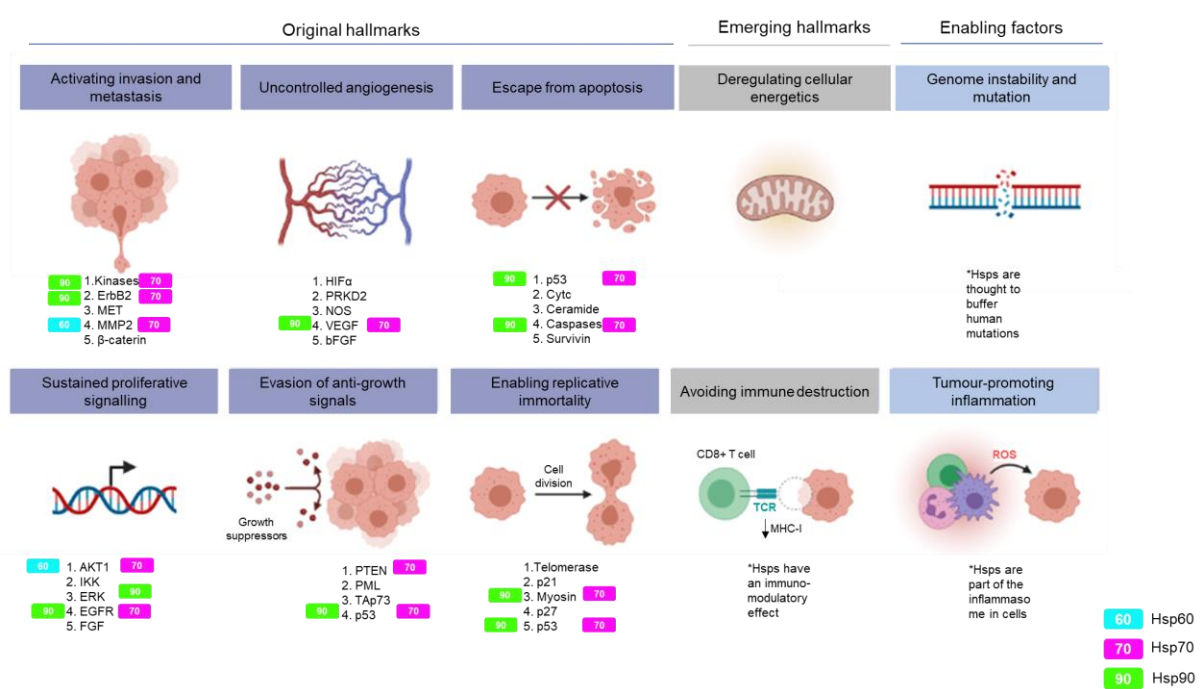 Original hallmarks
Emerging hallmarks
Enabling factors
Activating invasion and
metastasis
Uncontrolled angiogenesis
Escape from apoptosis
Deregulating cellular
energetics
Genome instability and
mutation
90 1.Kinases 70
90 2. ErbB2 70
3. MET
60 4. MMP2 70
5. β-caterin
1. HIFα
2. PRKD2
3. NOS
90 4. VEGF 70
5. bFGF
90 1. p53 70
2. Cytc
3. Ceramide
90 4. Caspases 70
5. Survivin
*Hsps are
thought to
buffer
human
mutations
Sustained proliferative
signalling
Evasion of anti-growth
signals
Enabling replicative
immortality
Avoiding immune destruction
Tumour-promoting
inflammation
Growth
suppressors
Cell
division
CD8+ T cell
TCR
MHC-I
ROS
60 1. AKT1 70
2. IKK
3. ERK 90
90 4. EGFR 70
5. FGF
1. PTEN 70
2. PML
3. TAp73
90 4. p53 70
1.Telomerase
2. p21
90 3. Myosin 70
4. p27
90 5. p53 70
*Hsps have
an immuno-
modulatory
effect
*Hsps are
part of the
inflammaso
me in cells
60 Hsp60
70 Hsp70
90 Hsp90